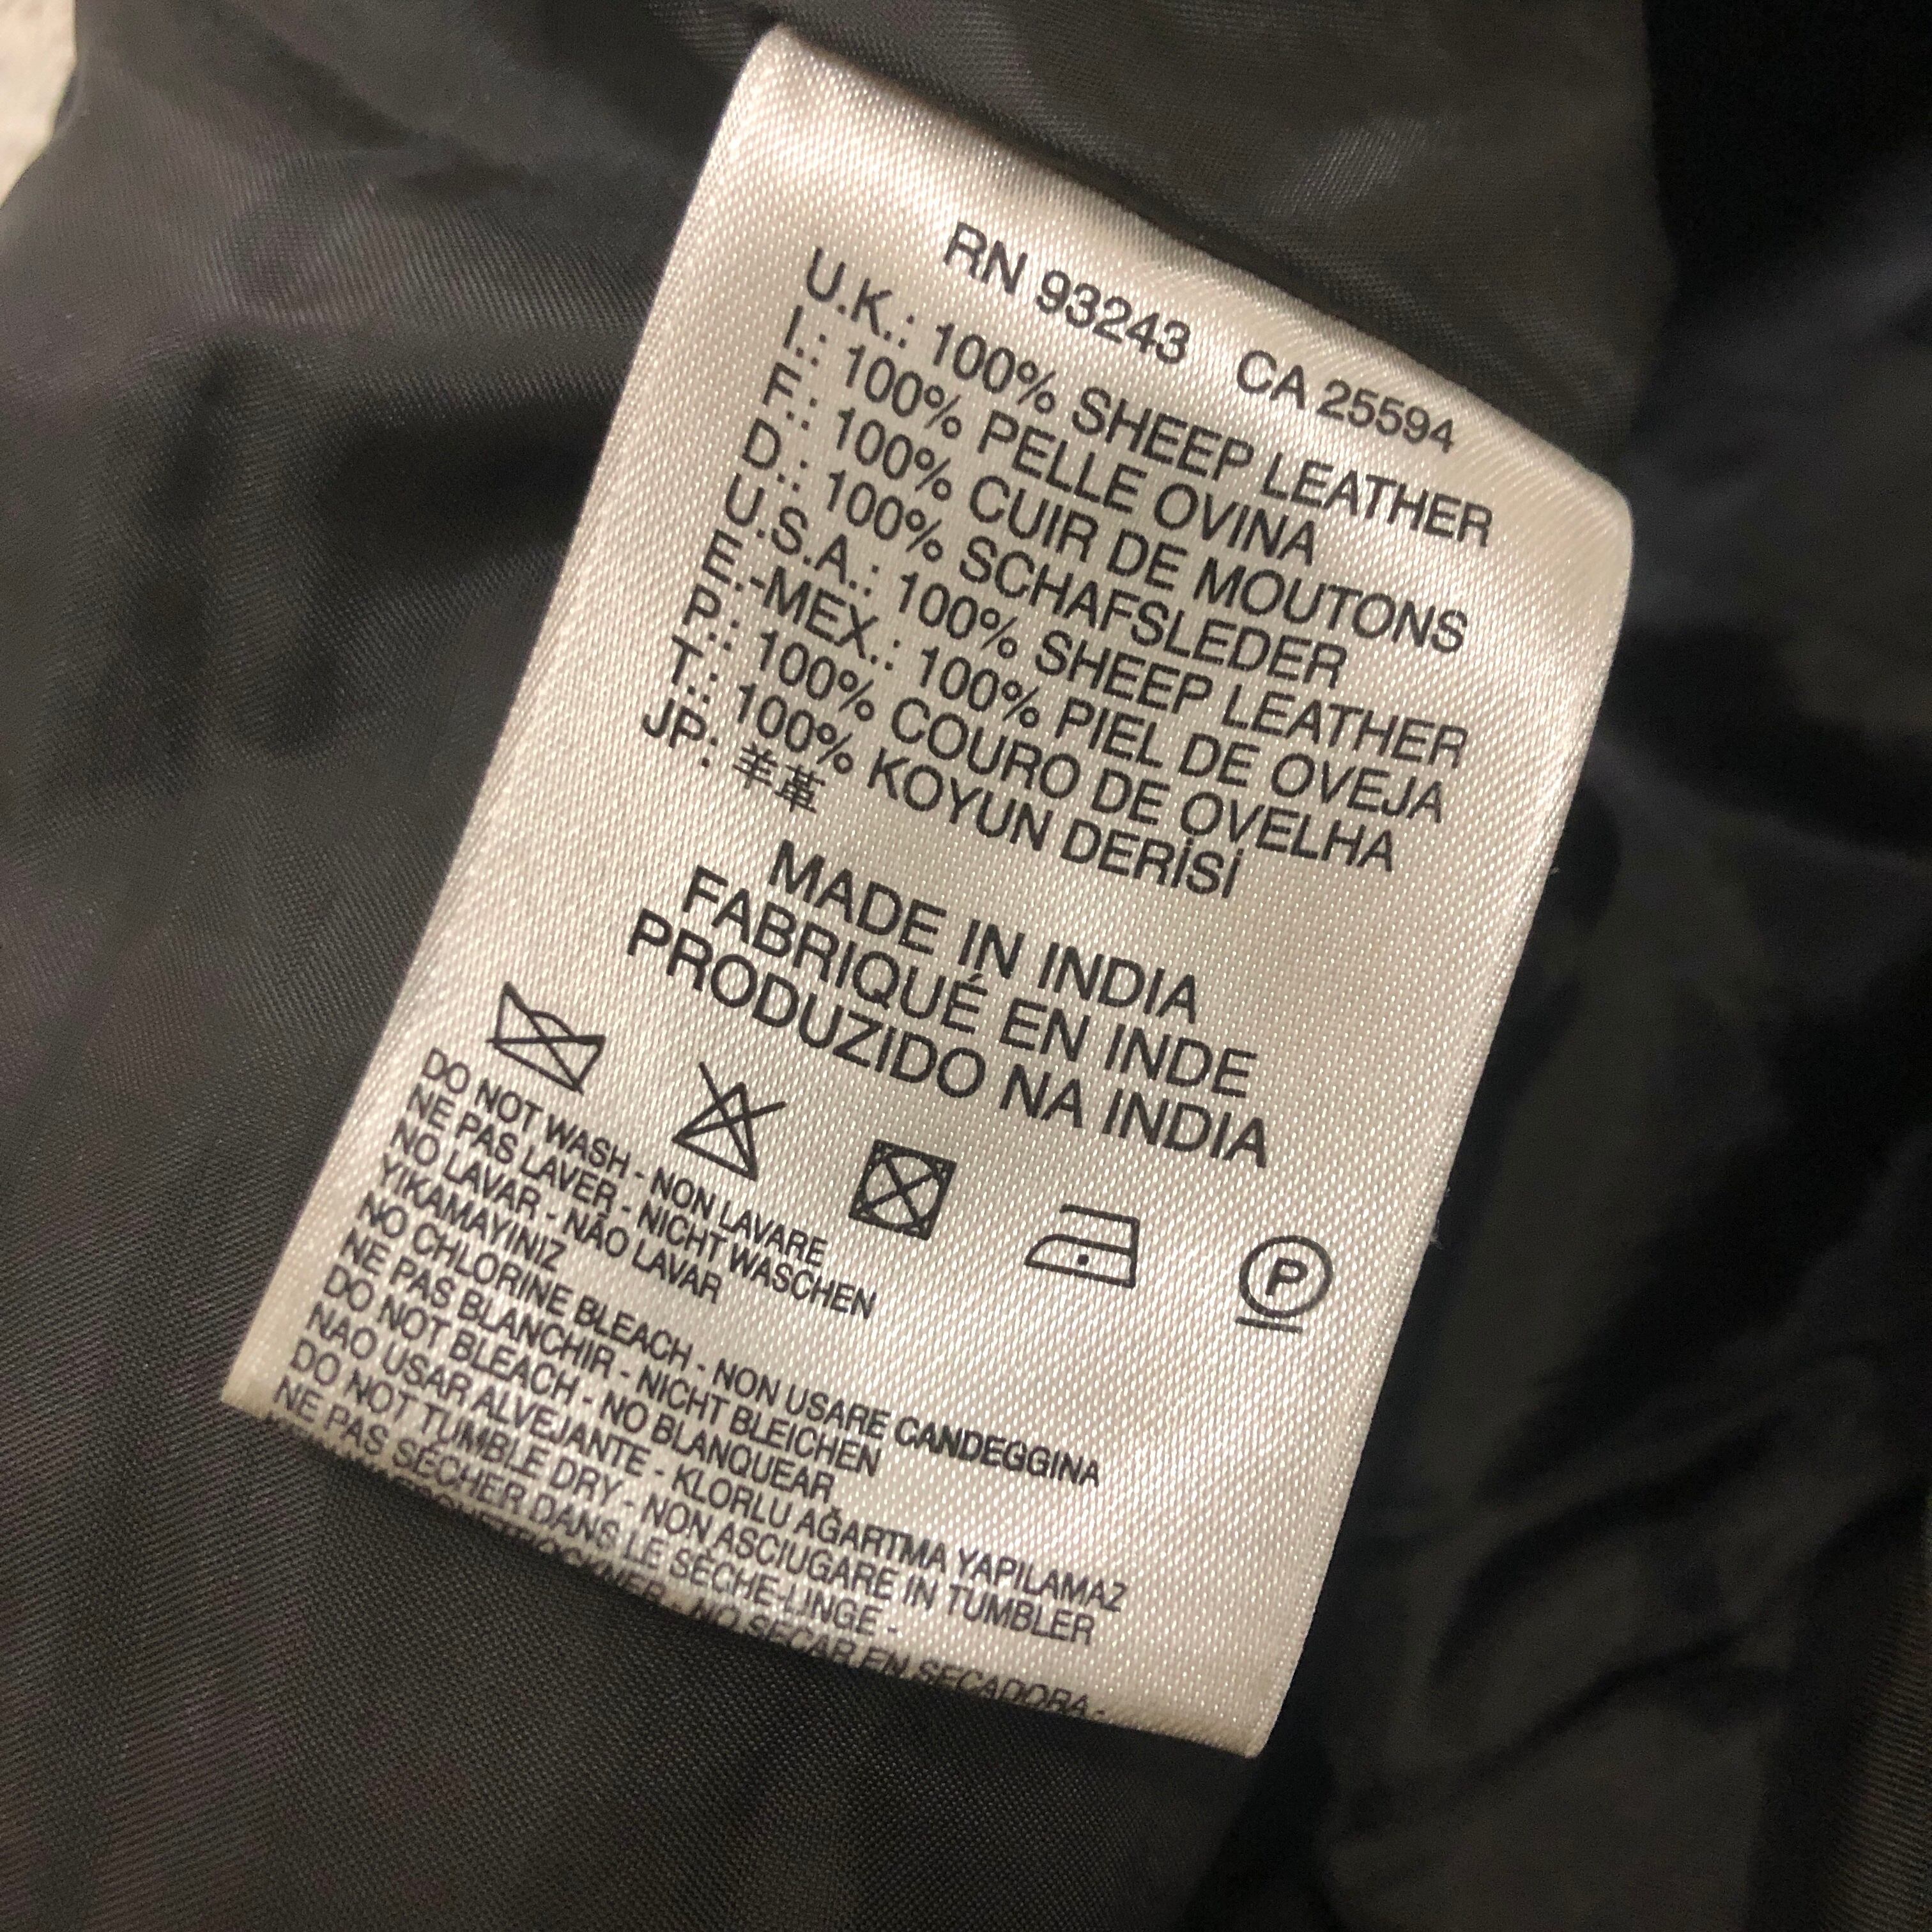 RN 93243 CA 25594
U.K.: 100% SHEEP LEATHER
I.: 100% PELLE OVINA
F.: 100% CUIR DE MOUTONS
D.: 100% SCHAFSLEDER
U.S.A.: 100% SHEEP LEATHER
E.-MEX.: 100% PIEL DE OVEJA
P.: 100% COURO DE OVELHA
T.: 100% KOYUN DERİSİ
JP: 羊革
MADE IN INDIA
FABRIQUÉ EN INDE
PRODUZIDO NA INDIA
P
DO NOT WASH - NON LAVARE
NE PAS LAVER - NICHT WASCHEN
NO LAVAR - NÃO LAVAR
YIKAMAYINIZ
NO CHLORINE BLEACH - NON USARE CANDEGGINA
NE PAS BLANCHIR - NICHT BLEICHEN
DO NOT BLEACH - NO BLANQUEAR
NAO USAR ALVEJANTE - KLORLU AĞARTMA YAPILAMAZ
DO NOT TUMBLE DRY - NON ASCIUGARE IN TUMBLER
NE PAS SÉCHER DANS LE SÈCHE-LINGE -
- NO SECAR EN SECADORA -